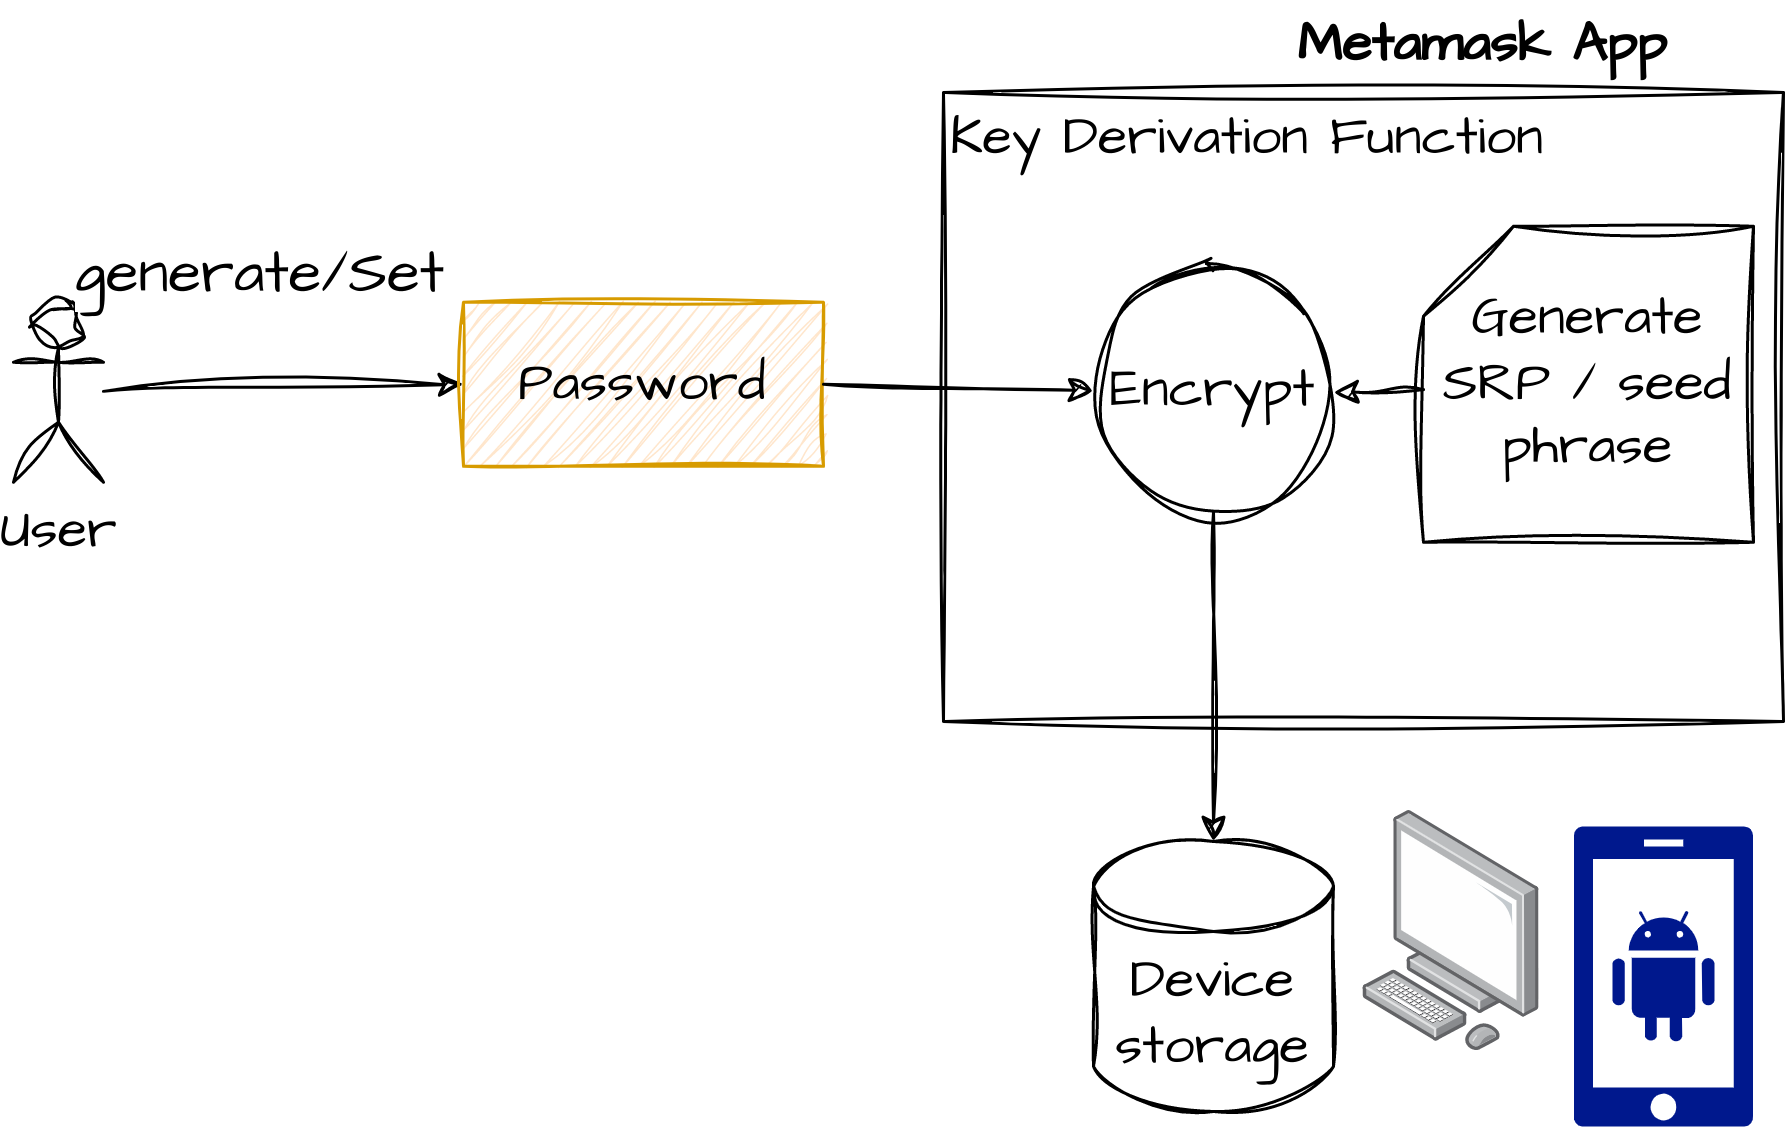 Metamask App
Key Derivation Function
generate/Set
Password
Encrypt
Generate
SRP / seed
phrase
User
Device
storage